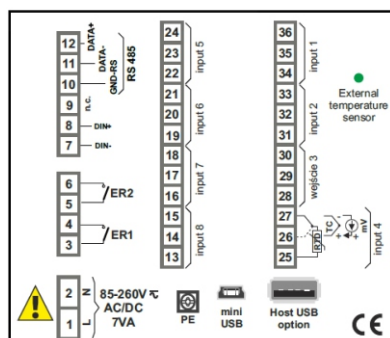 12 DATA+
11 DATA-
10 GND-RS
RS 485
9 n.c.
8 DIN+
7 DIN-
6
5
ER2
4
3
ER1
2 N
1 L
85-260V
AC/DC
7VA
24
23
22
input 5
21
20
19
input 6
18
17
16
input 7
15
14
13
input 8
36
35
34
input 1
33
32
31
input 2
30
29
28
wejście 3
27
26
25
RTD
TC
+
-
mV
+
input 4
External
temperature
sensor
PE
mini
USB
Host USB
option
CE